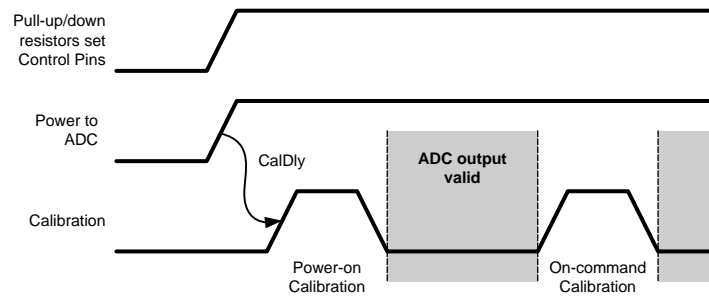 Pull-up/down
resistors set
Control Pins
Power to
ADC
CalDly
ADC output
valid
Calibration
Power-on
Calibration
On-command
Calibration